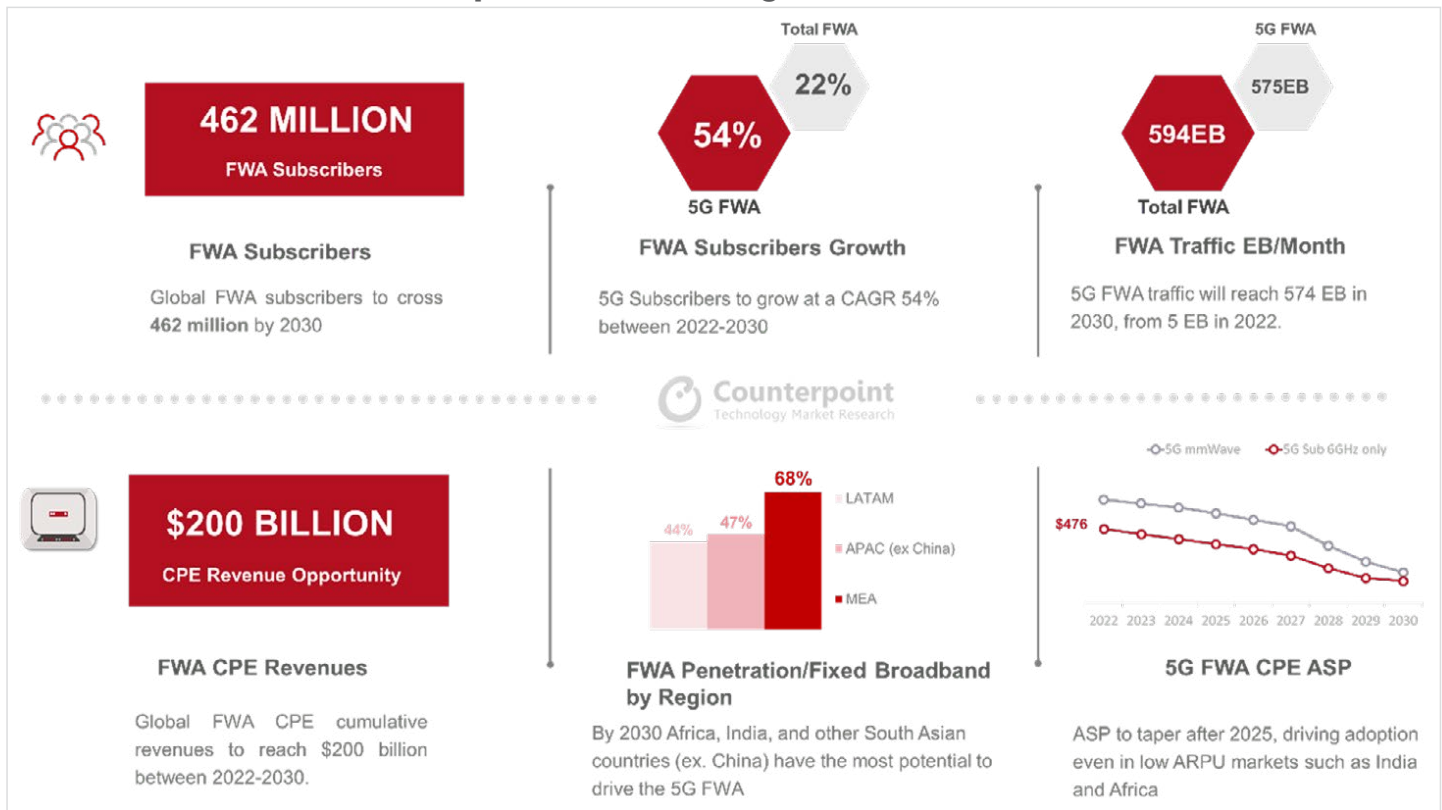 Total FWA
5G FWA
462 MILLION
FWA Subscribers
54%
22%
594EB
575EB
5G FWA
Total FWA
FWA Subscribers
Global FWA subscribers to cross
462 million by 2030
FWA Subscribers Growth
5G Subscribers to grow at a CAGR 54%
between 2022-2030
FWA Traffic EB/Month
5G FWA traffic will reach 574 EB in
2030, from 5 EB in 2022.
Counterpoint
Technology Market Research
$200 BILLION
CPE Revenue Opportunity
44%
47%
68%
LATAM
APAC (ex China)
MEA
5G mmWave
5G Sub 6GHz only
$476
2022 2023 2024 2025 2026 2027 2028 2029 2030
FWA CPE Revenues
Global FWA CPE cumulative
revenues to reach $200 billion
between 2022-2030.
FWA Penetration/Fixed Broadband
by Region
By 2030 Africa, India, and other South Asian
countries (ex. China) have the most potential to
drive the 5G FWA
5G FWA CPE ASP
ASP to taper after 2025, driving adoption
even in low ARPU markets such as India
and Africa